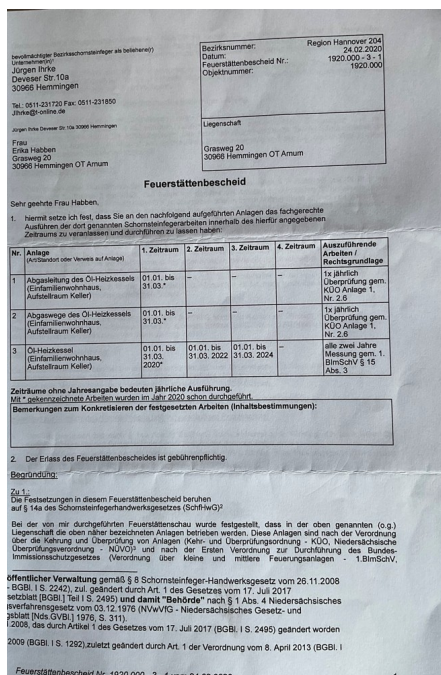 bevollmächtigter Bezirksschornsteinfeger als beliehene(r)
Unternehmer(in)¹
Jürgen Ihrke
Deveser Str.10a
30966 Hemmingen
Tel.: 0511-231720 Fax: 0511-231850
Jihrke@t-online.de
Jürgen Ihrke Deveser Str. 10a 30966 Hemmingen
Frau
Erika Habben
Grasweg 20
30966 Hemmingen OT Arnum
Bezirksnummer: Region Hannover 204
Datum: 24.02.2020
Feuerstättenbescheid Nr.: 1920.000 - 3 - 1
Objektnummer: 1920.000
Liegenschaft
Grasweg 20
30966 Hemmingen OT Arnum
Feuerstättenbescheid
Sehr geehrte Frau Habben,
1. hiermit setze ich fest, dass Sie an den nachfolgend aufgeführten Anlagen das fachgerechte
Ausführen der dort genannten Schornsteinfegerarbeiten innerhalb des hierfür angegebenen
Zeitraums zu veranlassen und durchführen zu lassen haben:
Nr. Anlage (Art/Standort oder Verweis auf Anlage) 1. Zeitraum 2. Zeitraum 3. Zeitraum 4. Zeitraum Auszuführende Arbeiten / Rechtsgrundlage
1 Abgasleitung des Öl-Heizkessels 01.01. bis – – – 1x jährlich
(Einfamilienwohnhaus, 31.03.* Überprüfung gem.
Aufstellraum Keller) KÜO Anlage 1,
Nr. 2.6
2 Abgaswege des Öl-Heizkessels 01.01. bis – – – 1x jährlich
(Einfamilienwohnhaus, 31.03.* Überprüfung gem.
Aufstellraum Keller) KÜO Anlage 1,
Nr. 2.6
3 Öl-Heizkessel 01.01. bis 01.01. bis 01.01. bis – alle zwei Jahre
(Einfamilienwohnhaus, 31.03. 31.03. 2022 31.03. 2024 Messung gem. 1.
Aufstellraum Keller) 2020* BImSchV § 15
Abs. 3
Zeiträume ohne Jahresangabe bedeuten jährliche Ausführung.
Mit * gekennzeichnete Arbeiten wurden im Jahr 2020 schon durchgeführt.
Bemerkungen zum Konkretisieren der festgesetzten Arbeiten (Inhaltsbestimmungen):
2. Der Erlass des Feuerstättenbescheides ist gebührenpflichtig.
Begründung:
Zu 1.:
Die Festsetzungen in diesem Feuerstättenbescheid beruhen
auf § 14a des Schornsteinfegerhandwerksgesetzes (SchfHwG)²
Bei der von mir durchgeführten Feuerstättenschau wurde festgestellt, dass in der oben genannten (o.g.)
Liegenschaft die oben näher bezeichneten Anlagen betrieben werden. Diese Anlagen sind nach der Verordnung
über die Kehrung und Überprüfung von Anlagen (Kehr- und Überprüfungsordnung - KÜO, Niedersächsische
Überprüfungsverordnung - NÜVO)³ und nach der Ersten Verordnung zur Durchführung des Bundes-
Immissionsschutzgesetzes (Verordnung über kleine und mittlere Feuerungsanlagen - 1.BImSchV,
öffentlicher Verwaltung gemäß § 8 Schornsteinfeger-Handwerksgesetz vom 26.11.2008
- BGBl. I S. 2242), zul. geändert durch Art. 1 des Gesetzes vom 17. Juli 2017
setzblatt [BGBl.] Teil I S. 2495) und damit "Behörde" nach § 1 Abs. 4 Niedersächsisches
sverfahrensgesetz vom 03.12.1976 (NVwVfG - Niedersächsisches Gesetz- und
gsblatt [Nds.GVBl.] 1976, S. 311).
.2008, das durch Artikel 1 des Gesetzes vom 17. Juli 2017 (BGBl. I S. 2495) geändert worden
2009 (BGBl. I S. 1292),zuletzt geändert durch Art. 1 der Verordnung vom 8. April 2013 (BGBl. I